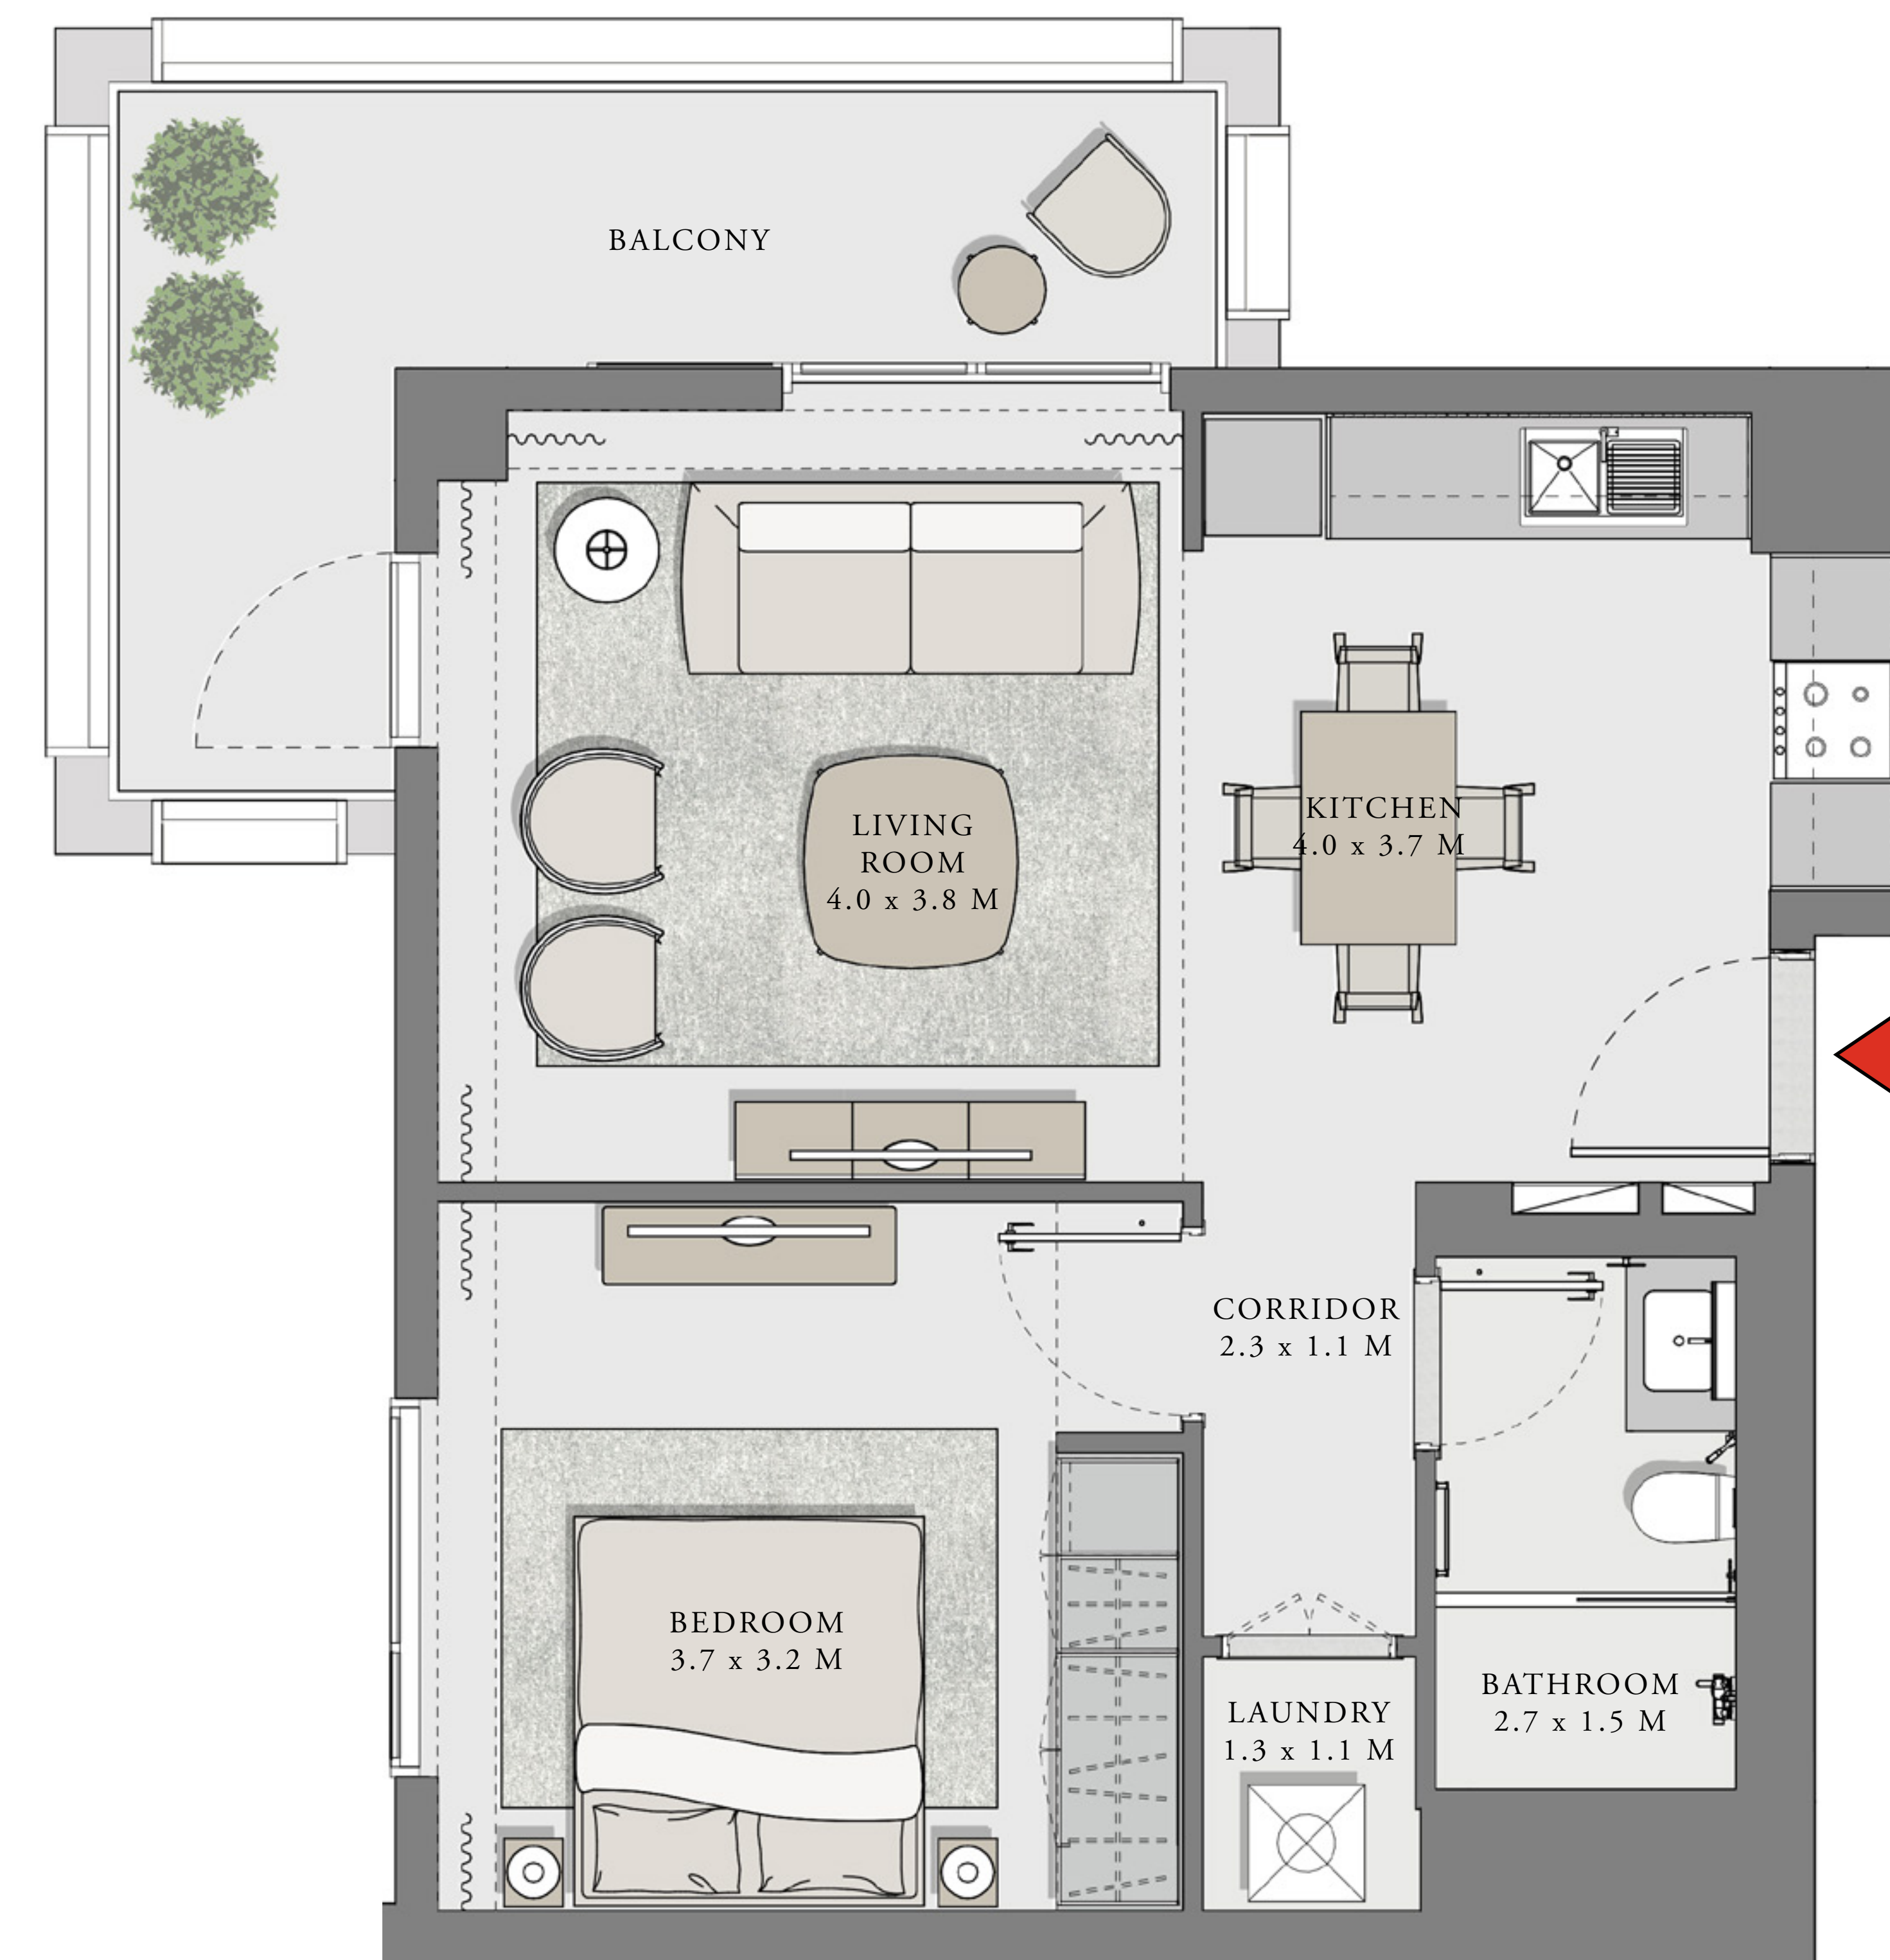 BALCONY
LIVING
ROOM
4.0 x 3.8 M
KITCHEN
4.0 x 3.7 M
CORRIDOR
2.3 x 1.1 M
BEDROOM
3.7 x 3.2 M
LAUNDRY
1.3 x 1.1 M
BATHROOM
2.7 x 1.5 M